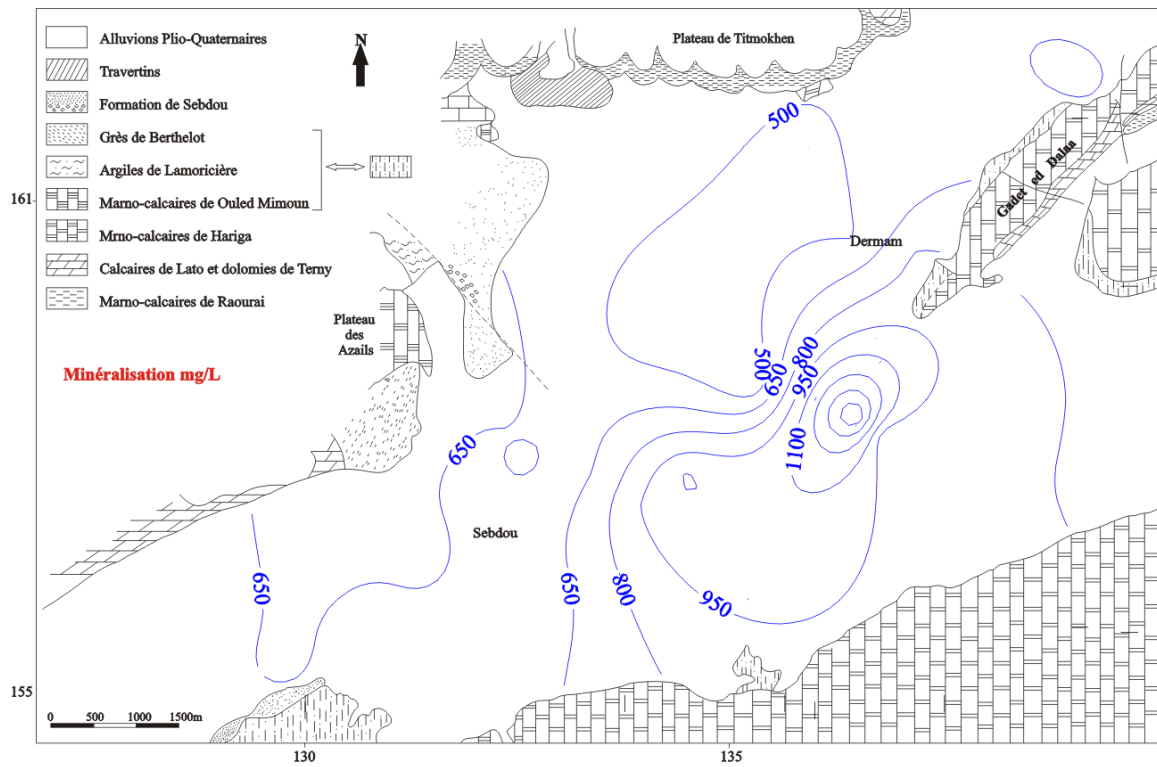 Alluvions Plio-Quaternaires
Travertins
Formation de Sebdou
Grès de Berthelot
Argiles de Lamoricière
Marno-calcaires de Ouled Mimoun
Mrno-calcaires de Hariga
Calcaires de Lato et dolomies de Terny
Marno-calcaires de Raourai
N
Plateau de Titmokhen
500
Gadet ed Dalaa
161
Dermam
Plateau
des
Azails
Minéralisation mg/L
500
650
800
950
1100
650
Sebdou
650
650
800
950
155
0 500 1000 1500m
130
135